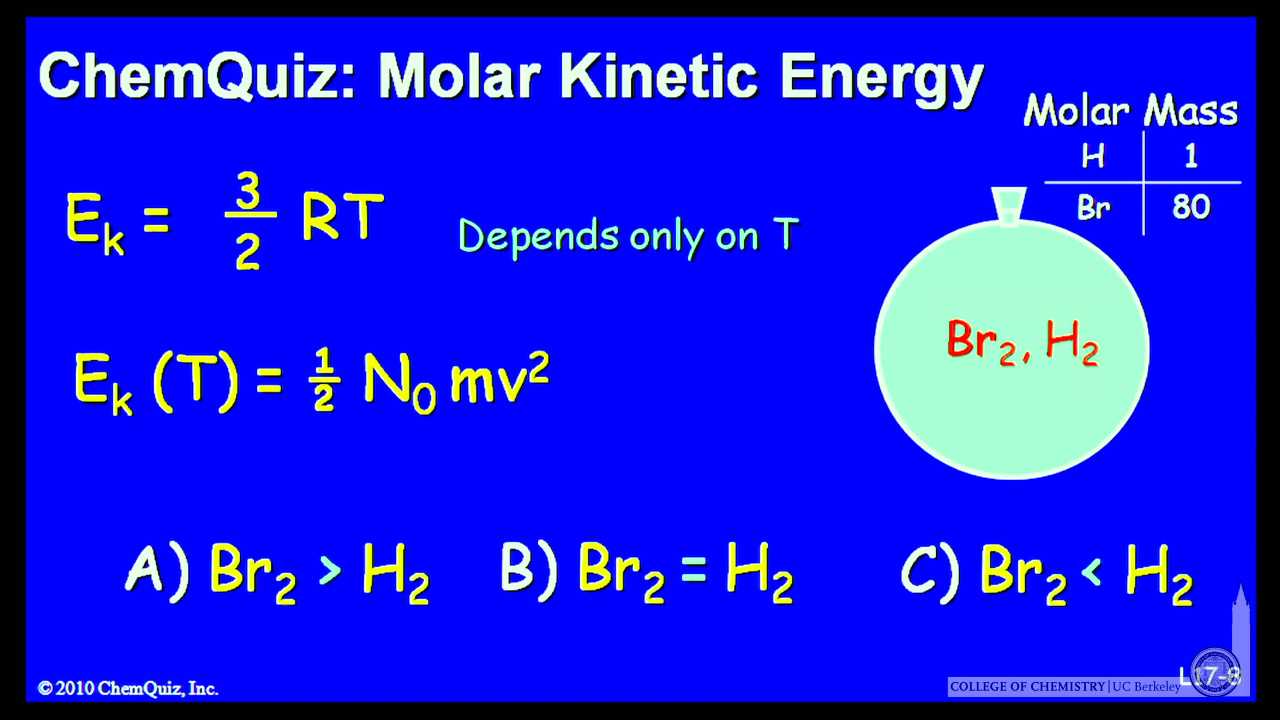 ChemQuiz: Molar Kinetic Energy
Molar Mass
H 1
Br 80
Eₖ = 3/2 RT
Depends only on T
Br₂, H₂
Eₖ (T) = ½ N₀ mv²
A) Br₂ > H₂
B) Br₂ = H₂
C) Br₂ < H₂
© 2010 ChemQuiz, Inc.
COLLEGE OF CHEMISTRY | UC Berkeley